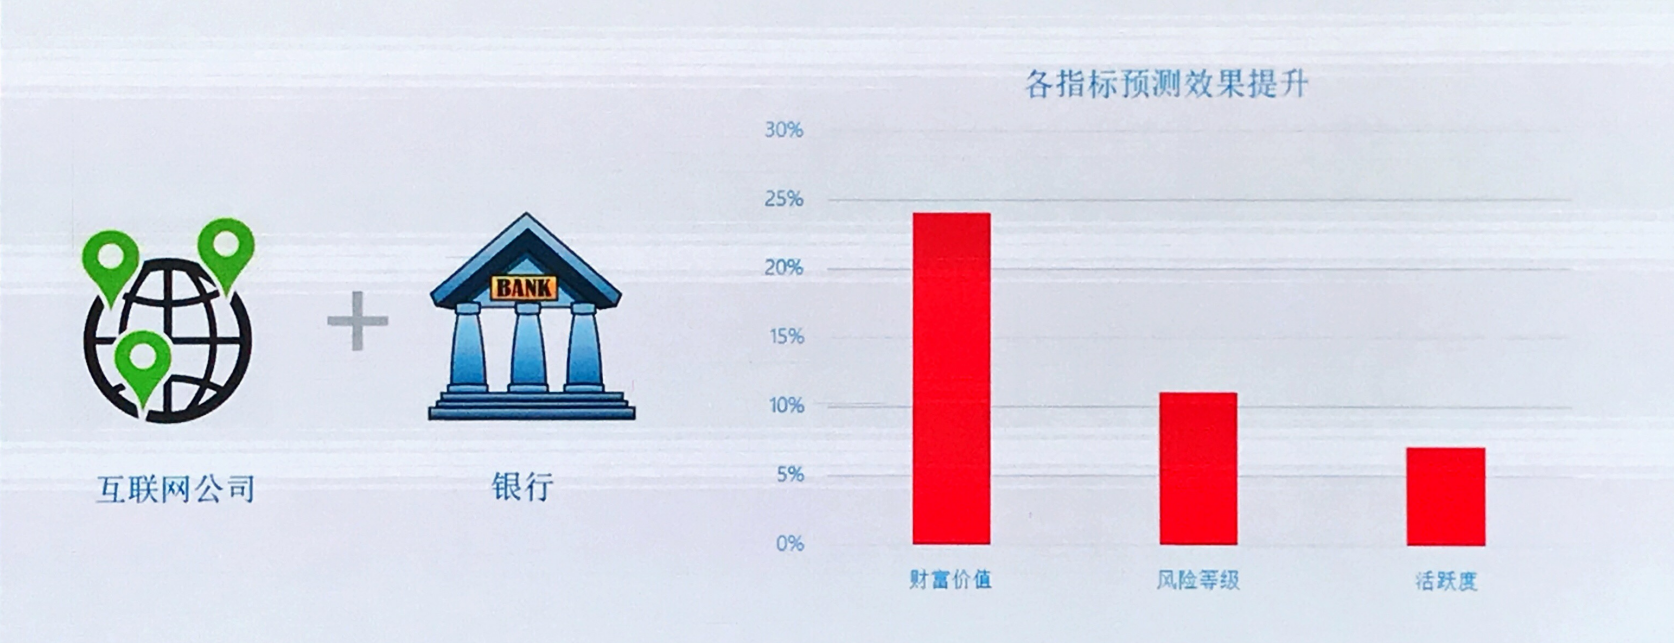 BANK
互联网公司
银行
各指标预测效果提升
30%
25%
20%
15%
10%
5%
0%
财富价值
风险等级
活跃度